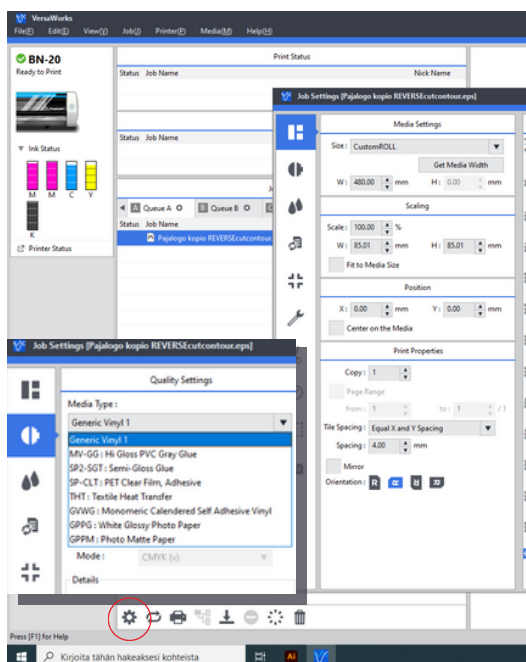 VersaWorks
File(F) Edit(E) View(V) Job(J) Printer(P) Media(M) Help(H)
BN-20
Ready to Print
Ink Status
M M C Y
K
Printer Status
Print Status
Status Job Name Nick Name
Status Job Name
A Queue A B Queue B
Status Job Name
Pajalogo kopio REVERSEcutcontour.
Job Settings [Pajalogo kopio REVERSEcutcontour.eps]
Media Settings
Size : CustomROLL
Get Media Width
W : 480.00 mm H : 0.00 mm
Scaling
Scale : 100.00 %
W : 85.01 mm H : 85.01 mm
Fit to Media Size
Position
X : 0.00 mm Y : 0.00 mm
Center on the Media
Print Properties
Copy : 1
Page Range
from : 1 to : 1 / 1
Tile Spacing : Equal X and Y Spacing
Spacing : 4.00 mm
Mirror
Orientation : R R R R
Job Settings [Pajalogo kopio REVERSEcutcontour.eps]
Quality Settings
Media Type :
Generic Vinyl 1
Generic Vinyl 1
MV-GG : Hi Gloss PVC Gray Glue
SP2-SGT : Semi-Gloss Glue
SP-CLT : PET Clear Film, Adhesive
THT : Textile Heat Transfer
GVWG : Monomeric Calendered Self Adhesive Vinyl
GPPG : White Glossy Photo Paper
GPPM : Photo Matte Paper
Mode : CMYK (v)
Details
Press [F1] for Help
Kirjoita tähän hakeaksesi kohteista
Ai